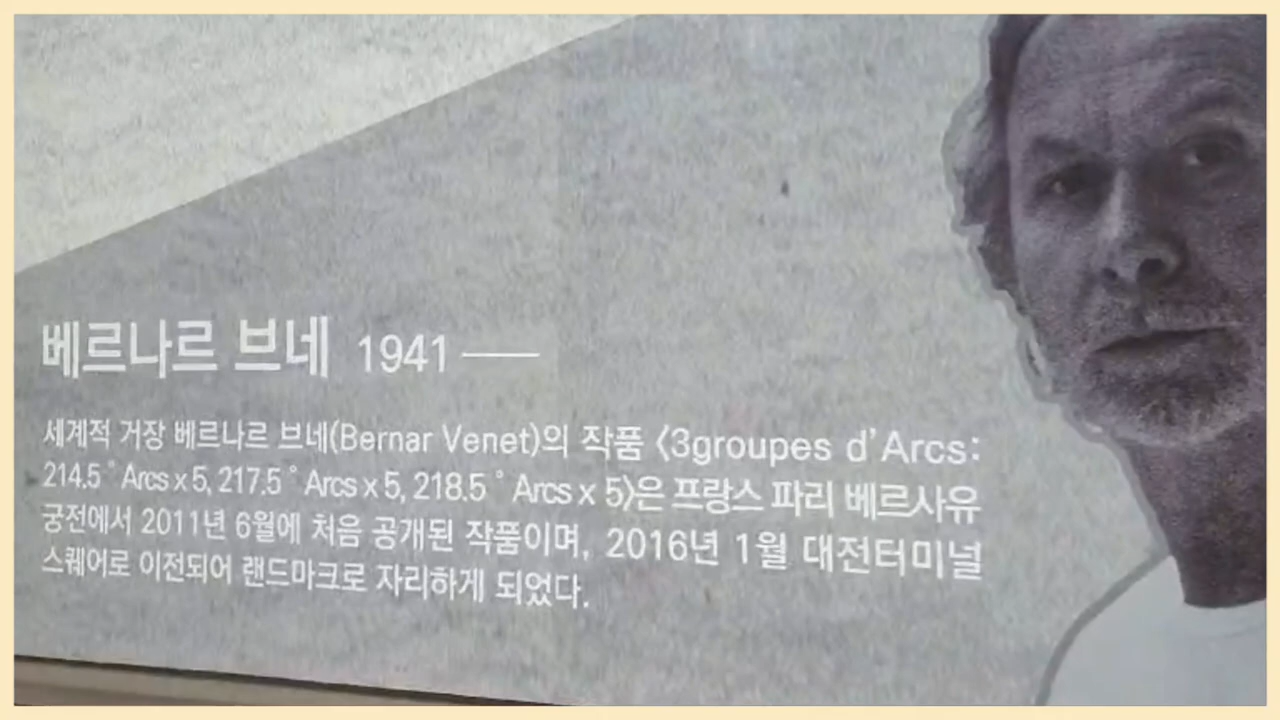 베르나르 브네 1941 ——
세계적 거장 베르나르 브네(Bernar Venet)의 작품 〈3groupes d’Arcs:
214.5˚ Arcs x 5, 217.5˚ Arcs x 5, 218.5˚ Arcs x 5〉은 프랑스 파리 베르사유
궁전에서 2011년 6월에 처음 공개된 작품이며, 2016년 1월 대전터미널
스퀘어로 이전되어 랜드마크로 자리하게 되었다.